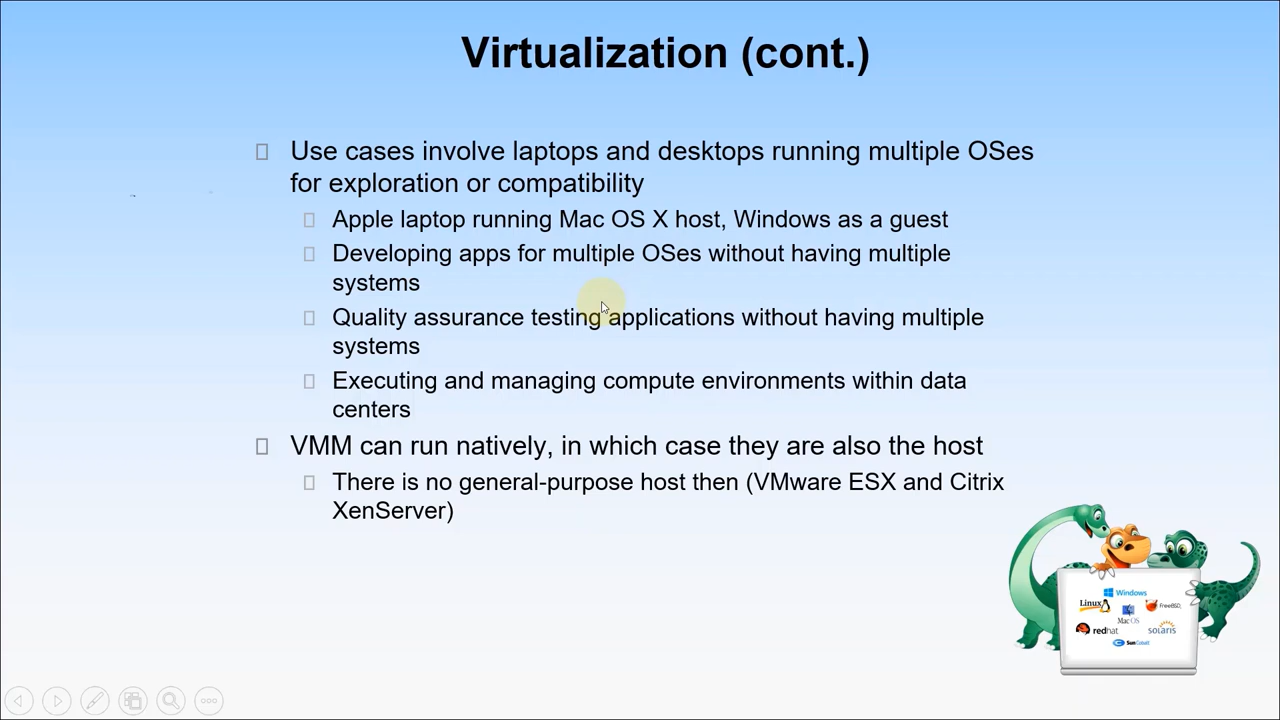 Virtualization (cont.)
Use cases involve laptops and desktops running multiple OSes
for exploration or compatibility
Apple laptop running Mac OS X host, Windows as a guest
Developing apps for multiple OSes without having multiple
systems
Quality assurance testing applications without having multiple
systems
Executing and managing compute environments within data
centers
VMM can run natively, in which case they are also the host
There is no general-purpose host then (VMware ESX and Citrix
XenServer)
Windows
Linux
FreeBSD
Mac OS
redhat
solaris
SunCobalt